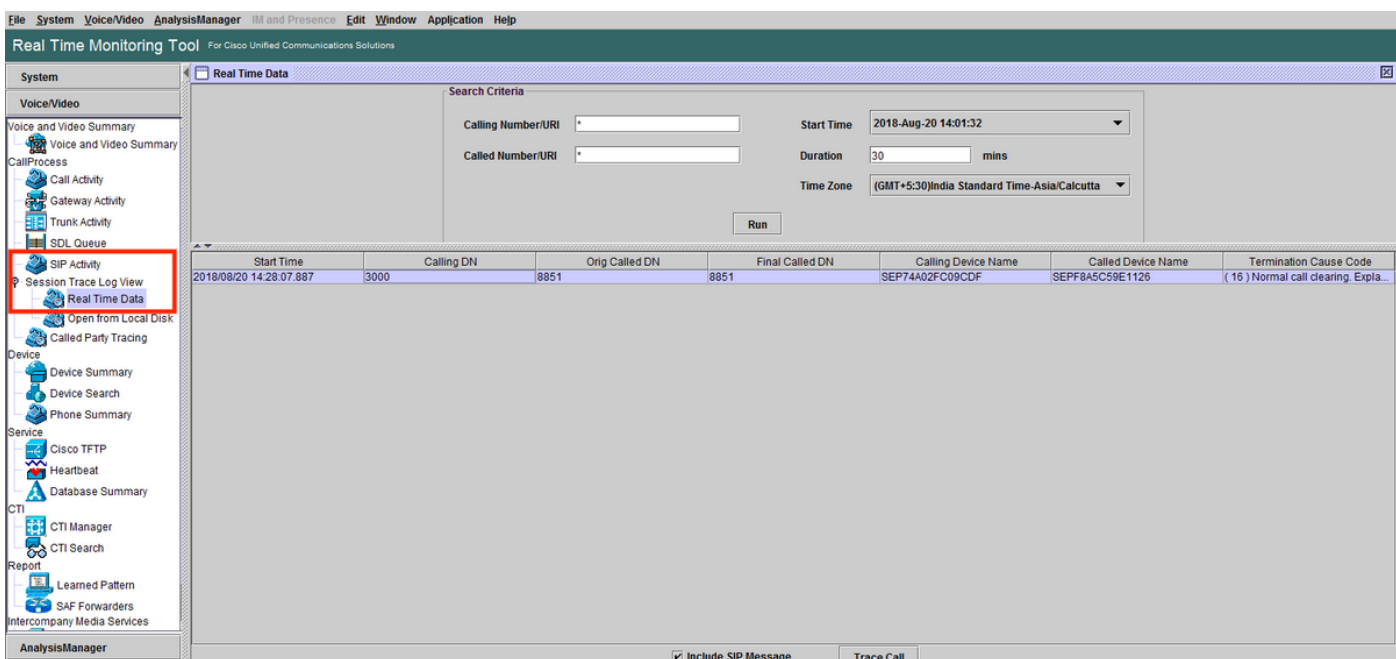 File System Voice/Video AnalysisManager IM and Presence Edit Window Application Help
Real Time Monitoring Tool For Cisco Unified Communications Solutions
System
Voice/Video
Voice and Video Summary
Voice and Video Summary
CallProcess
Call Activity
Gateway Activity
Trunk Activity
SDL Queue
SIP Activity
Session Trace Log View
Real Time Data
Open from Local Disk
Called Party Tracing
Device
Device Summary
Device Search
Phone Summary
Service
Cisco TFTP
Heartbeat
Database Summary
CTI
CTI Manager
CTI Search
Report
Learned Pattern
SAF Forwarders
Intercompany Media Services
AnalysisManager
Real Time Data
Search Criteria
Calling Number/URI * Start Time 2018-Aug-20 14:01:32
Called Number/URI * Duration 30 mins
Time Zone (GMT+5:30)India Standard Time-Asia/Calcutta
Run
Start Time Calling DN Orig Called DN Final Called DN Calling Device Name Called Device Name Termination Cause Code
2018/08/20 14:28:07.887 3000 8851 8851 SEP74A02FC09CDF SEPF8A5C59E1126 ( 16 ) Normal call clearing. Expla...
Include SIP Message Trace Call